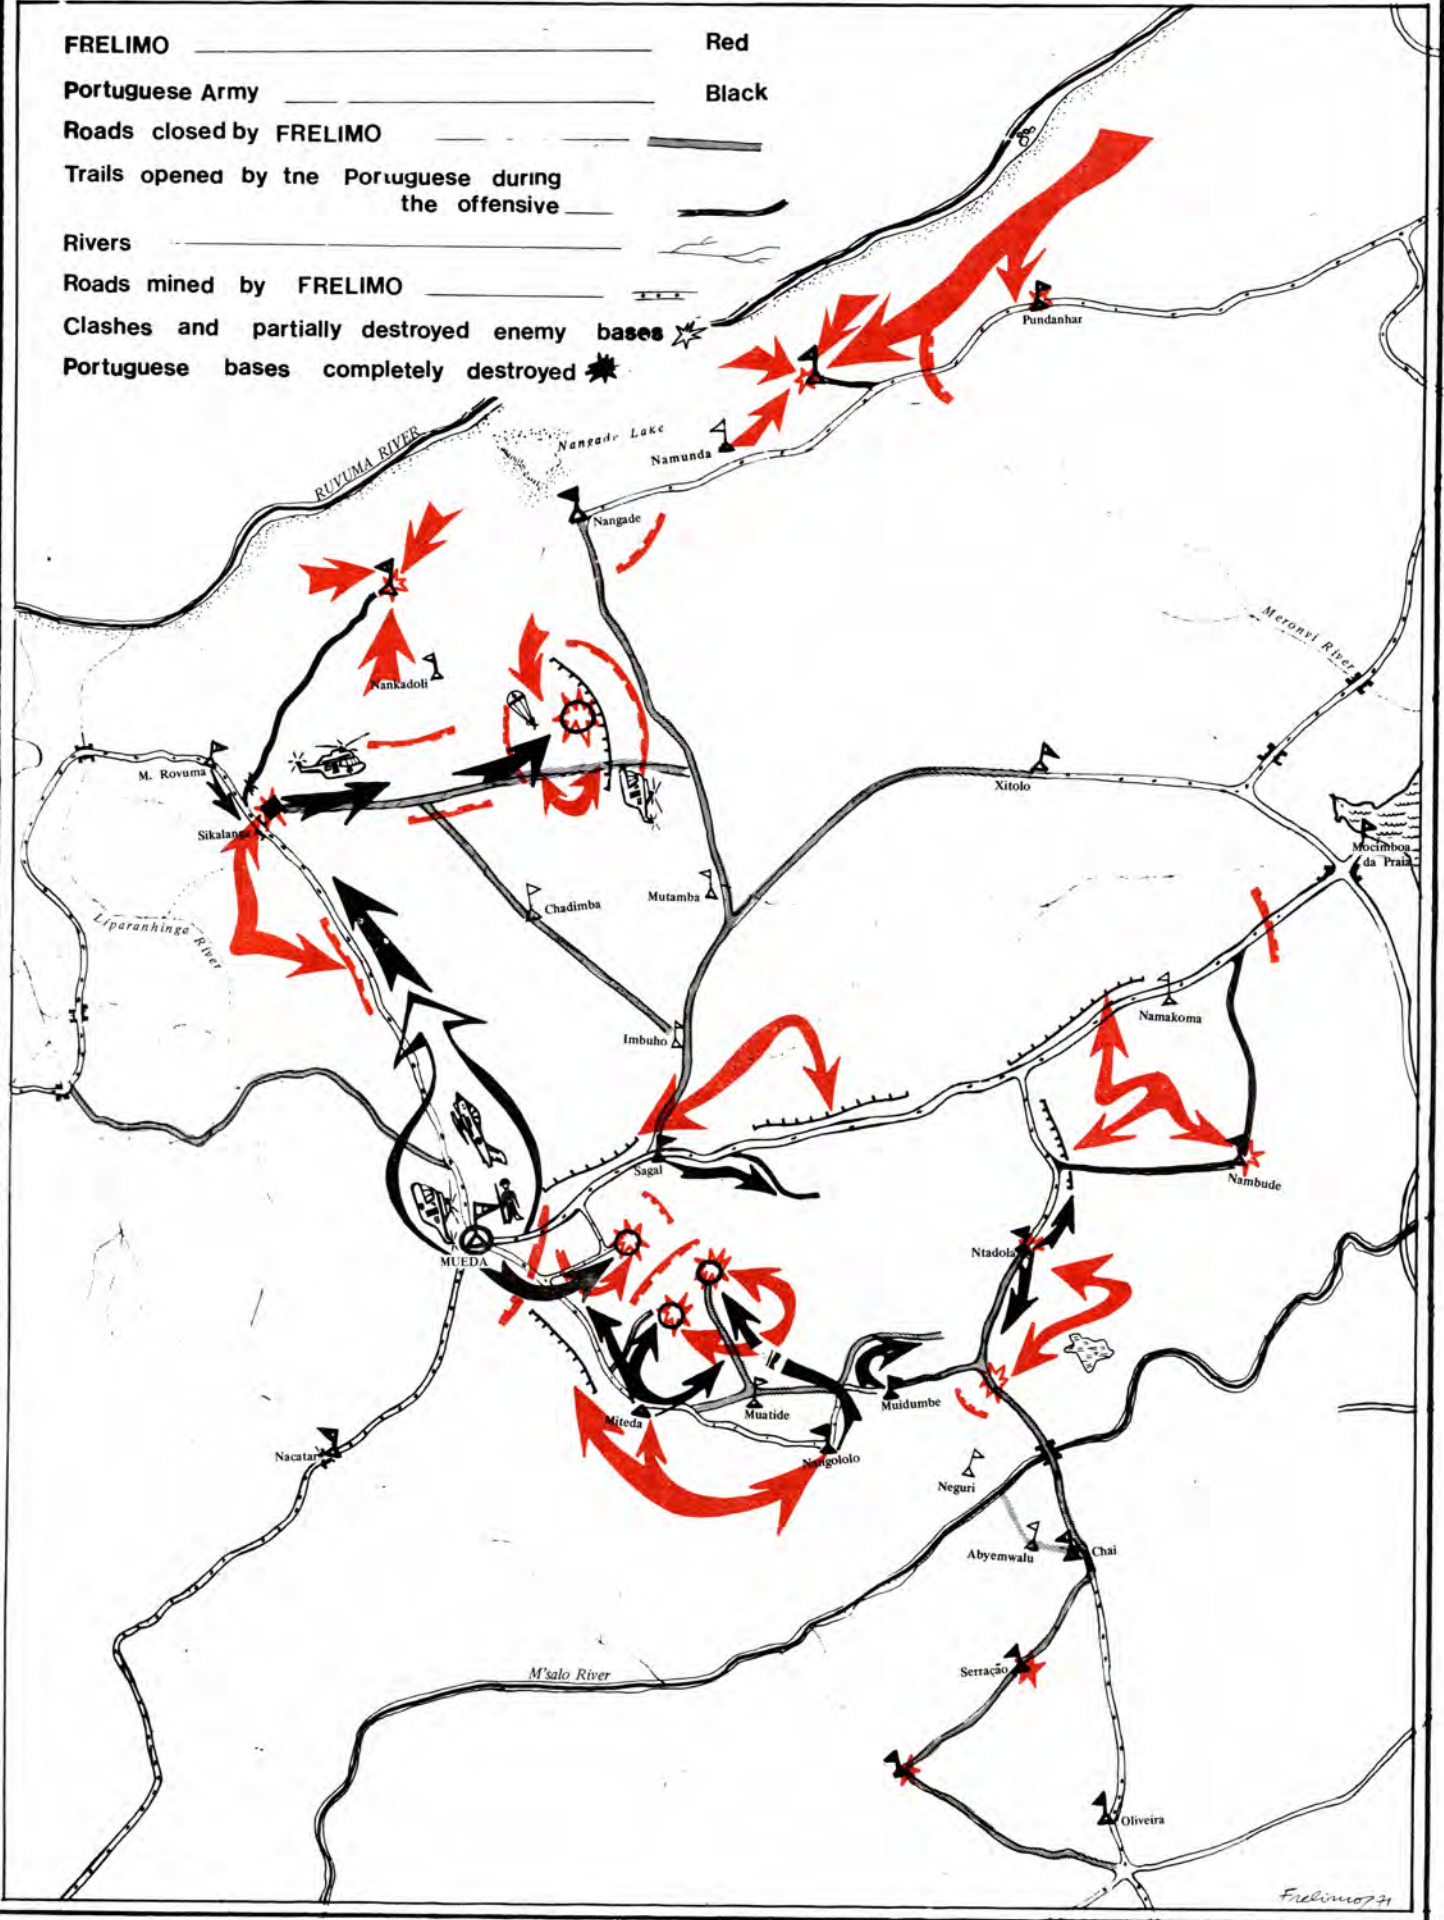 FRELIMO Red
Portuguese Army Black
Roads closed by FRELIMO
Trails opened by tne Portuguese during
the offensive
Rivers
Roads mined by FRELIMO
Clashes and partially destroyed enemy bases
Portuguese bases completely destroyed
Pundanhar
Nangade Lake
RUVUMA RIVER
Namunda
Nangade
Meronvi River
Nankadoli
M. Rovuma
Xitolo
Sikalanga
Mocimboa
da Praia
Mutamba
Chadimba
Liparanhinga River
Namakoma
Imbuho
Sagal
Nambude
Ntadola
MUEDA
Muidumbe
Muatide
Miteda
Nacatar
Nangololo
Neguri
Abyemwalu
Chai
M'salo River
Serração
Oliveira
Frelimo/71